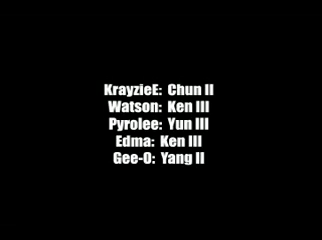 KrayzieE: Chun II
Watson: Ken III
Pyrolee: Yun III
Edma: Ken III
Gee-O: Yang II